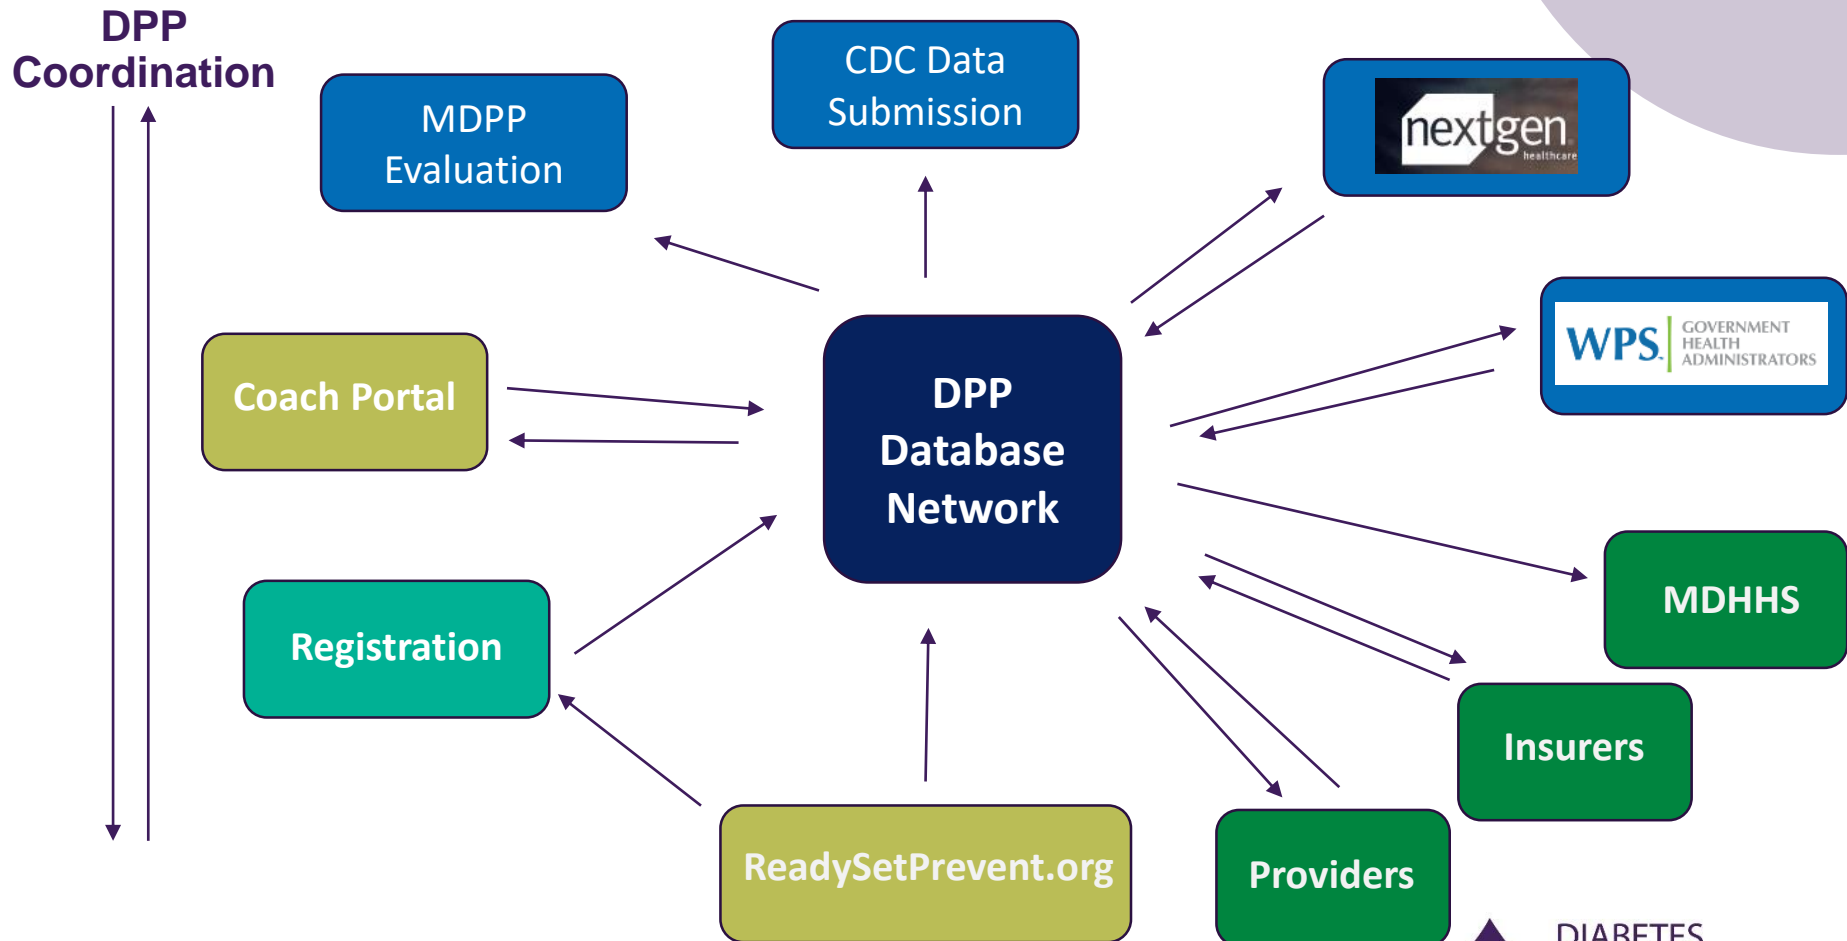 DPP
Coordination
MDPP
Evaluation
CDC Data
Submission
nextgen
healthcare
WPS
GOVERNMENT
HEALTH
ADMINISTRATORS
Coach Portal
DPP
Database
Network
MDHHS
Registration
Insurers
ReadySetPrevent.org
Providers
DIABETES